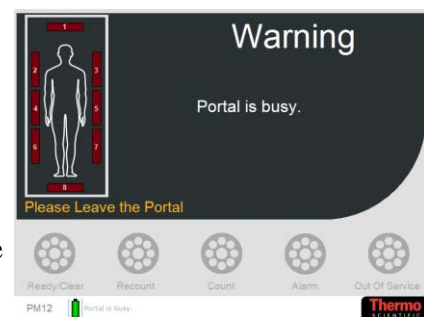 Warning
1
2
3
Portal is busy.
4
5
6
7
8
Please Leave the Portal
e
Ready/Clear Recount Count Alarm Out Of Service
PM12 Portal is busy. Thermo
SCIENTIFIC